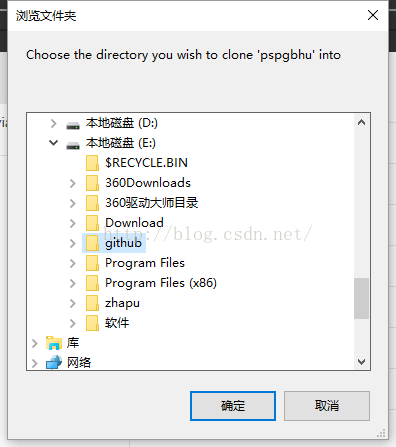 浏览文件夹
Choose the directory you wish to clone 'pspgbhu' into
本地磁盘 (D:)
本地磁盘 (E:)
$RECYCLE.BIN
360Downloads
360驱动大师目录
Download
http://blog.csdn.net/
github
Program Files
Program Files (x86)
zhapu
软件
库
网络
确定
取消